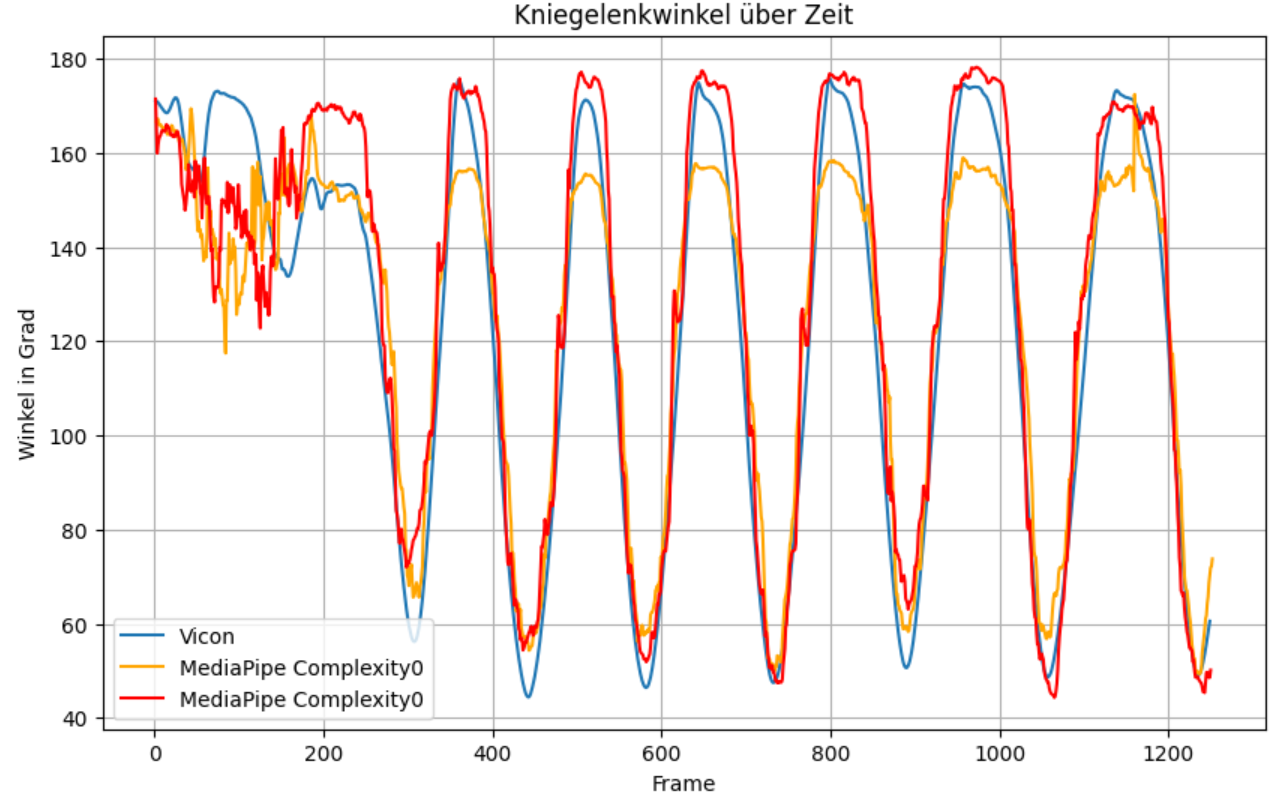 Kniegelenkwinkel über Zeit
180
160
140
120
100
80
60
40
Winkel in Grad
Vicon
MediaPipe Complexity0
MediaPipe Complexity0
0 200 400 600 800 1000 1200
Frame